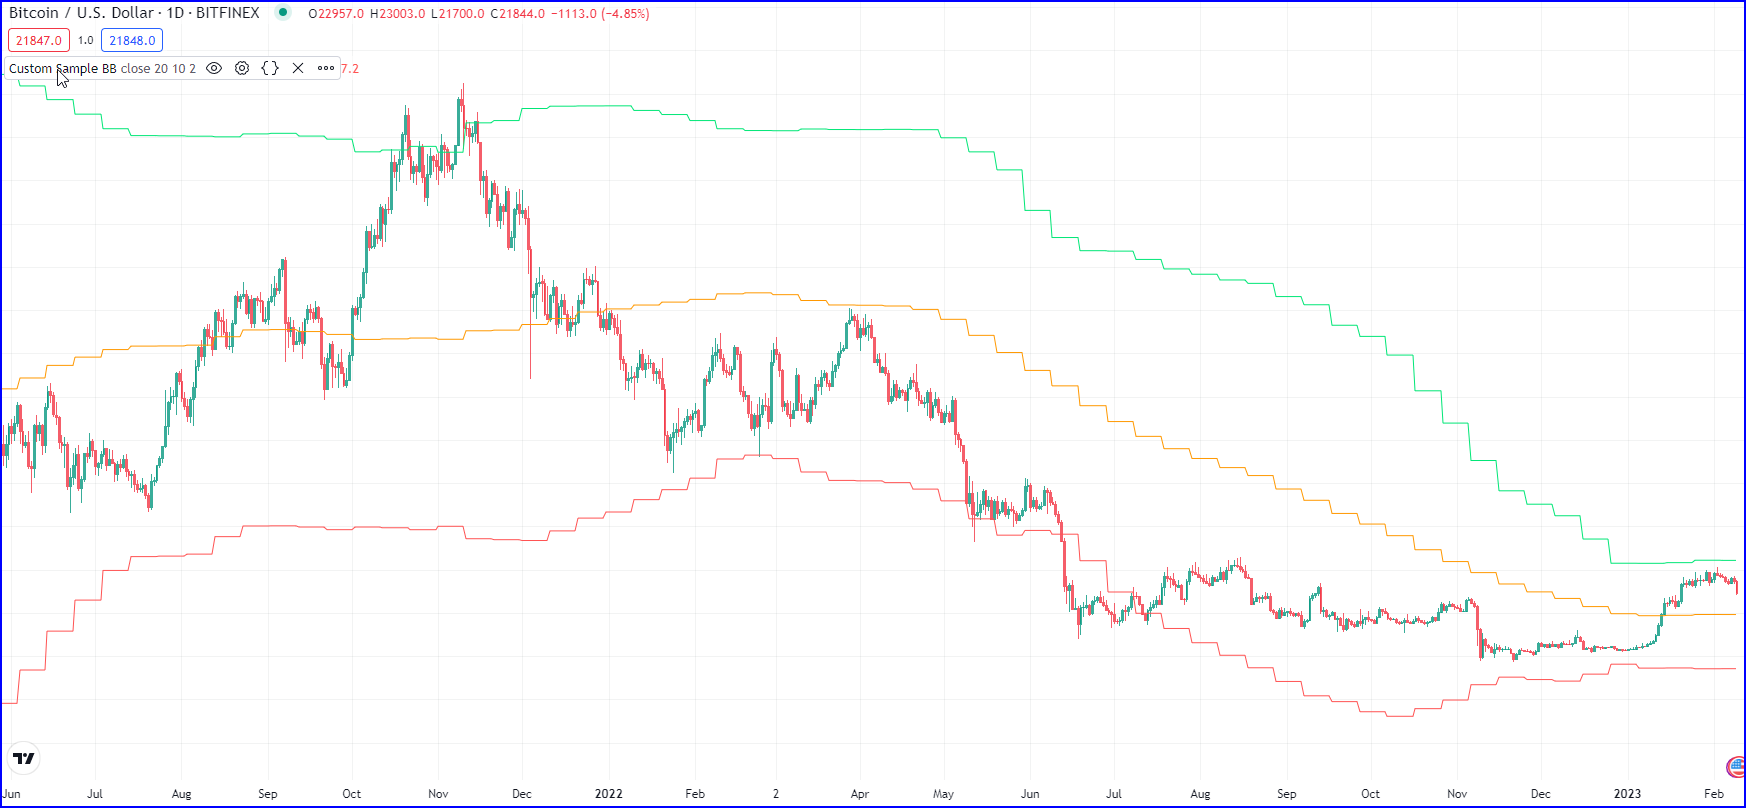 Bitcoin / U.S. Dollar · 1D · BITFINEX O22957.0 H23003.0 L21700.0 C21844.0 −1113.0 (−4.85%)
21847.0 1.0 21848.0
Custom Sample BB close 20 10 2 7.2
Jun Jul Aug Sep Oct Nov Dec 2022 Feb 2 Apr May Jun Jul Aug Sep Oct Nov Dec 2023 Feb